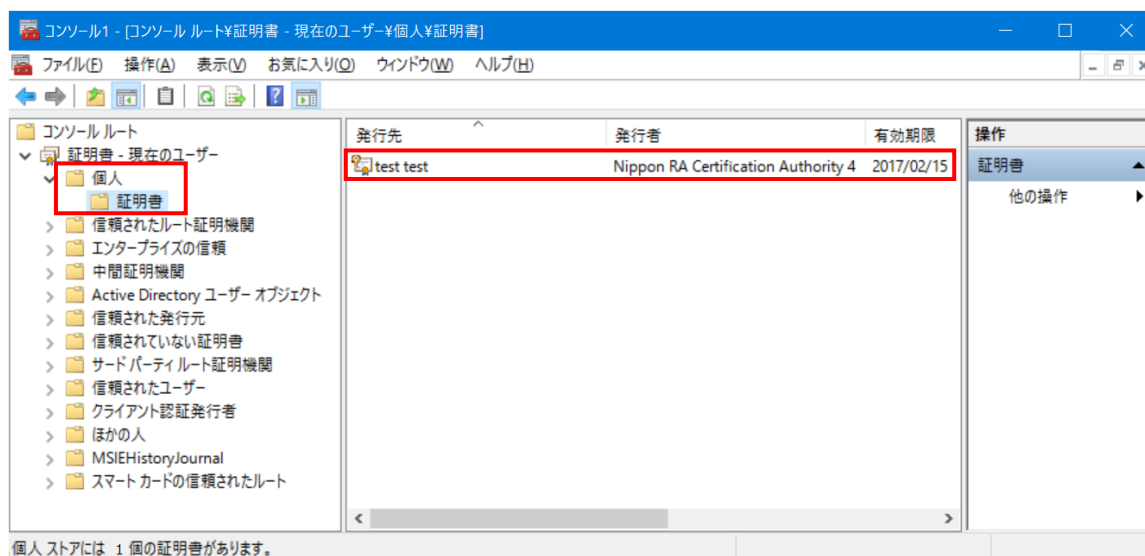 コンソール1 - [コンソール ルート¥証明書 - 現在のユーザー¥個人¥証明書]
ファイル(F) 操作(A) 表示(V) お気に入り(O) ウィンドウ(W) ヘルプ(H)
コンソール ルート
証明書 - 現在のユーザー
個人
証明書
信頼されたルート証明機関
エンタープライズの信頼
中間証明機関
Active Directory ユーザー オブジェクト
信頼された発行元
信頼されていない証明書
サードパーティ ルート証明機関
信頼されたユーザー
クライアント認証発行者
ほかの人
MSIEHistoryJournal
スマート カードの信頼されたルート
発行先 発行者 有効期限
test test Nippon RA Certification Authority 4 2017/02/15
操作
証明書
他の操作
個人 ストアには 1 個の証明書があります。